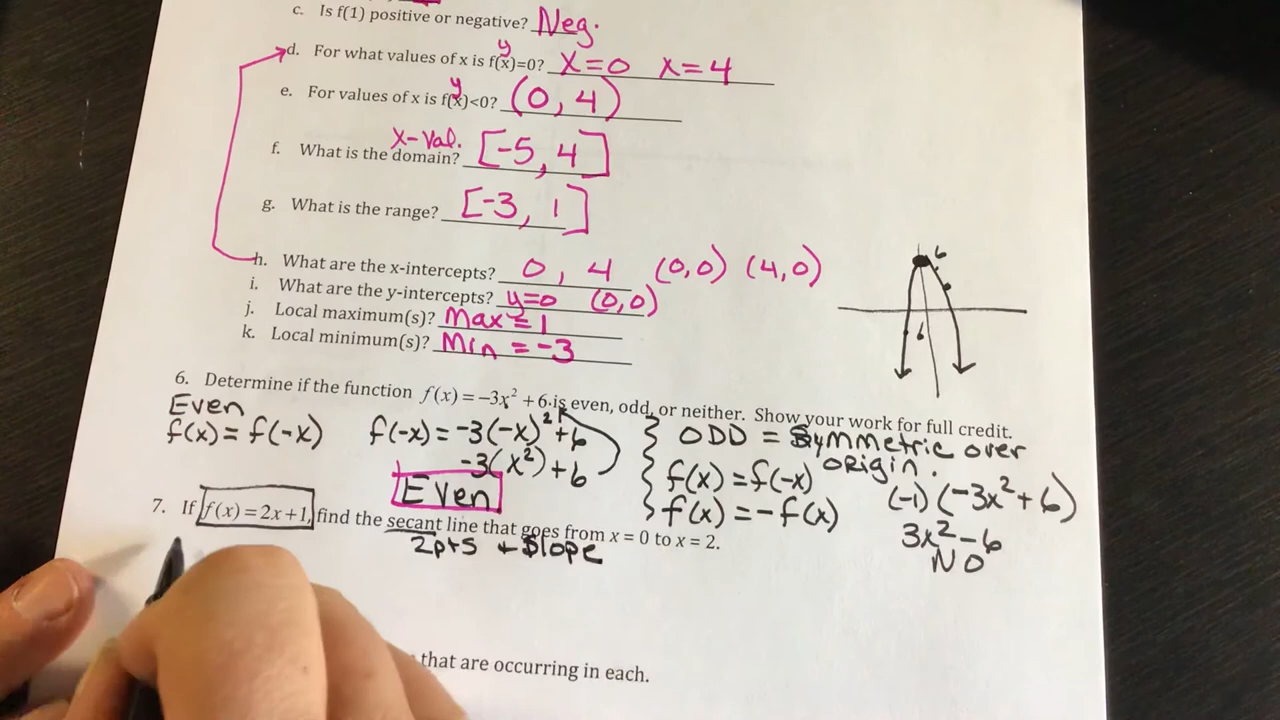 c. Is f(1) positive or negative? Neg.
y
d. For what values of x is f(x)=0? x=0 x=4
y
e. For values of x is f(x)<0? (0, 4)
x-val.
f. What is the domain? [-5, 4]
g. What is the range? [-3, 1]
h. What are the x-intercepts? 0, 4 (0,0) (4,0)
i. What are the y-intercepts? y=0 (0,0)
j. Local maximum(s)? Max = 1
k. Local minimum(s)? Min = -3
6
6. Determine if the function f(x) = −3x² + 6 is even, odd, or neither. Show your work for full credit.
Even
f(x) = f(-x)
f(-x) = -3(-x)² + 6
-3(x²) + 6
Even
ODD = Symmetric over
origin.
f(x) = f(-x)
f(x) = -f(x)
(-1)(-3x² + 6)
3x² - 6
NO
7. If f(x) = 2x + 1, find the secant line that goes from x = 0 to x = 2.
2pts + slope
that are occurring in each.